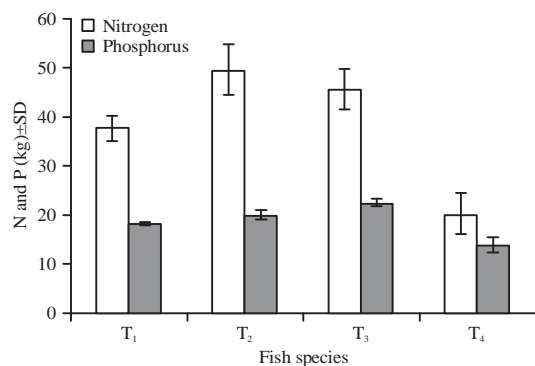 60
50
40
30
20
10
0
N and P (kg)±SD
Nitrogen
Phosphorus
T₁ T₂ T₃ T₄
Fish species